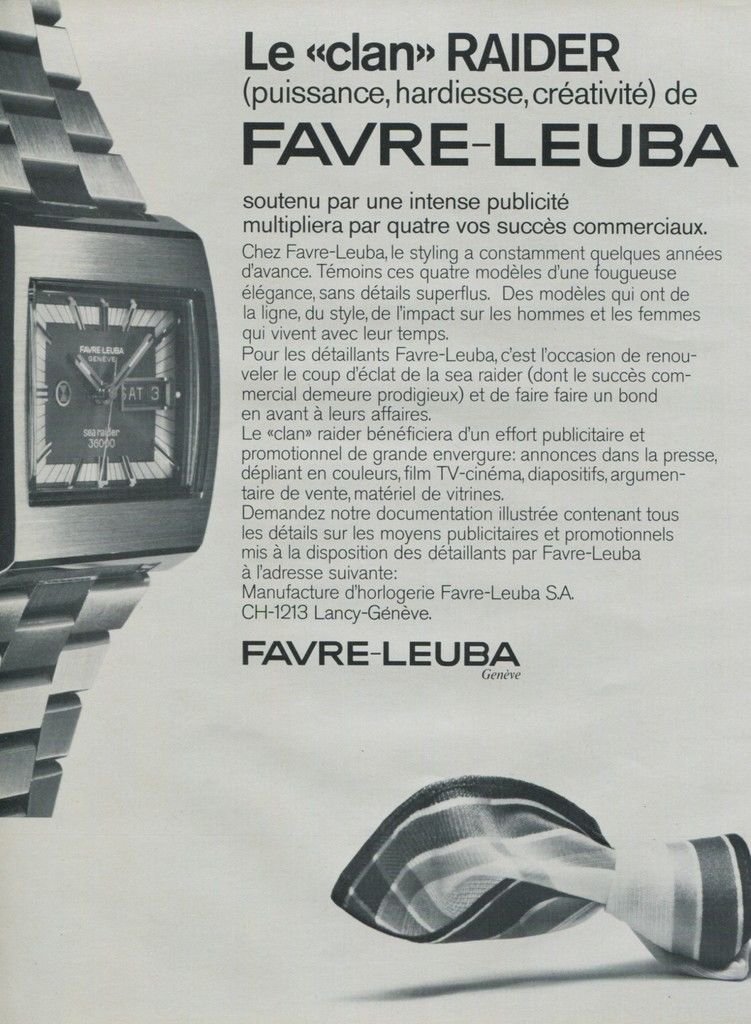 Le «clan» RAIDER
(puissance, hardiesse, créativité) de
FAVRE-LEUBA
soutenu par une intense publicité
multipliera par quatre vos succès commerciaux.
Chez Favre-Leuba, le styling a constamment quelques années
d'avance. Témoins ces quatre modèles d'une fougueuse
élégance, sans détails superflus. Des modèles qui ont de
la ligne, du style, de l'impact sur les hommes et les femmes
qui vivent avec leur temps.
Pour les détaillants Favre-Leuba, c'est l'occasion de renou-
veler le coup d'éclat de la sea raider (dont le succès com-
mercial demeure prodigieux) et de faire faire un bond
en avant à leurs affaires.
Le «clan» raider bénéficiera d'un effort publicitaire et
promotionnel de grande envergure: annonces dans la presse,
dépliant en couleurs, film TV-cinéma, diapositifs, argumen-
taire de vente, matériel de vitrines.
Demandez notre documentation illustrée contenant tous
les détails sur les moyens publicitaires et promotionnels
mis à la disposition des détaillants par Favre-Leuba
à l'adresse suivante:
Manufacture d'horlogerie Favre-Leuba S.A.
CH-1213 Lancy-Genève.
FAVRE-LEUBA
Genève
FAVRE-LEUBA
GENÈVE
SAT 3
sea raider
36000